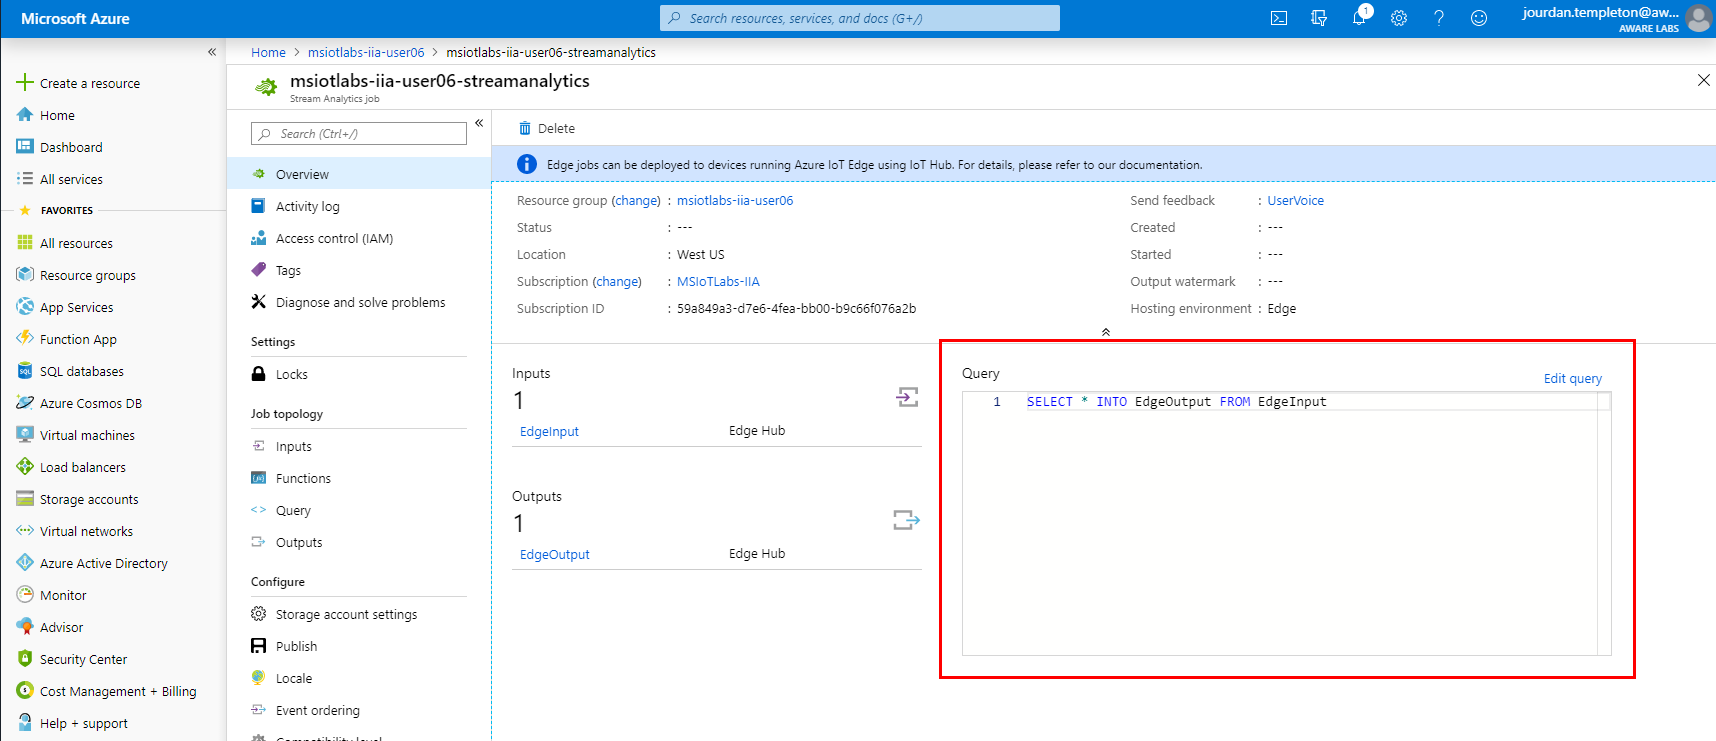 Microsoft Azure
Search resources, services, and docs (G+/)
1
jourdan.templeton@aw...
AWARE LABS
Home > msiotlabs-iia-user06 > msiotlabs-iia-user06-streamanalytics
msiotlabs-iia-user06-streamanalytics
Stream Analytics job
Create a resource
Home
Dashboard
All services
FAVORITES
All resources
Resource groups
App Services
Function App
SQL databases
Azure Cosmos DB
Virtual machines
Load balancers
Storage accounts
Virtual networks
Azure Active Directory
Monitor
Advisor
Security Center
Cost Management + Billing
Help + support
Search (Ctrl+/)
Overview
Activity log
Access control (IAM)
Tags
Diagnose and solve problems
Settings
Locks
Job topology
Inputs
Functions
Query
Outputs
Configure
Storage account settings
Publish
Locale
Event ordering
Compatibility level
Delete
Edge jobs can be deployed to devices running Azure IoT Edge using IoT Hub. For details, please refer to our documentation.
Resource group (change) : msiotlabs-iia-user06
Status : ---
Location : West US
Subscription (change) : MSIoTLabs-IIA
Subscription ID : 59a849a3-d7e6-4fea-bb00-b9c66f076a2b
Send feedback : UserVoice
Created : ---
Started : ---
Output watermark : ---
Hosting environment : Edge
Inputs
1
EdgeInput Edge Hub
Outputs
1
EdgeOutput Edge Hub
Query
Edit query
1 SELECT * INTO EdgeOutput FROM EdgeInput